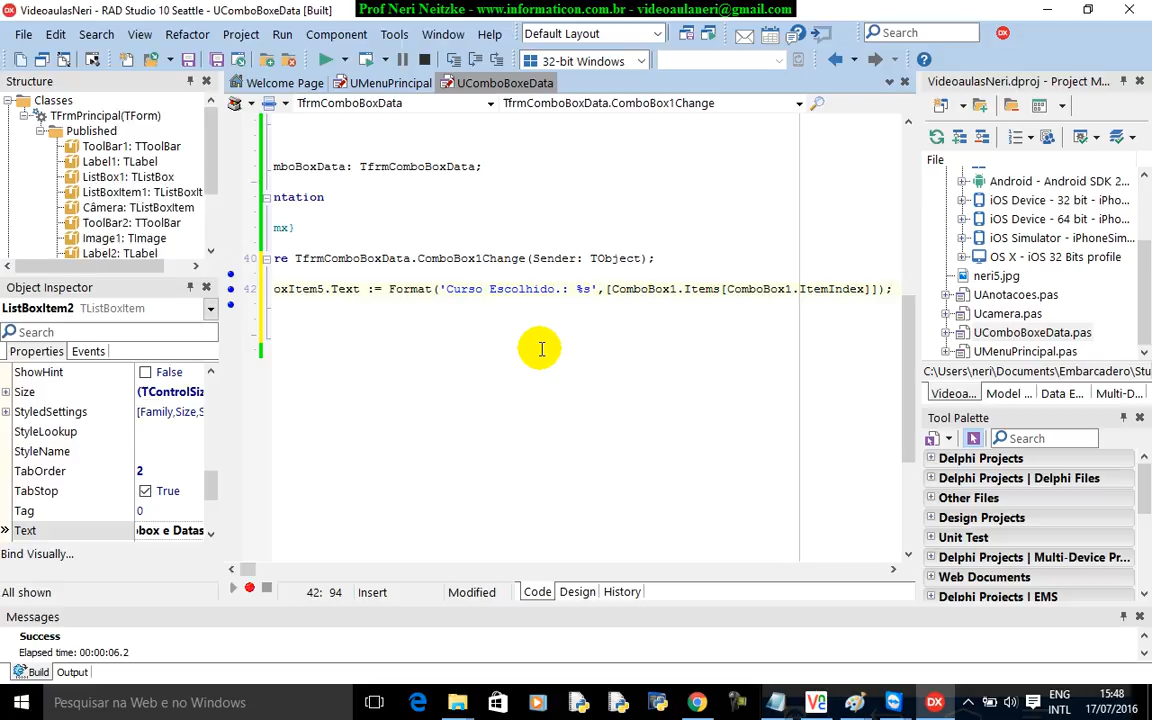 Prof Neri Neitzke - www.informaticon.com.br - videoaulaneri@gmail.com
VideoaulasNeri - RAD Studio 10 Seattle - UComboBoxeData [Built]
File Edit Search View Refactor Project Run Component Tools Window Help
Default Layout
Search
32-bit Windows
Structure
Classes
TFrmPrincipal(TForm)
Published
ToolBar1: TToolBar
Label1: TLabel
ListBox1: TListBox
ListBoxItem1: TListBoxIt
Câmera: TListBoxItem
ToolBar2: TToolBar
Image1: TImage
Label2: TLabel
Object Inspector
ListBoxItem2 TListBoxItem
Search
Properties Events
ShowHint False
Size (TControlSiz
StyledSettings [Family,Size,S
StyleLookup
StyleName
TabOrder 2
TabStop True
Tag 0
Text box e Datas
Bind Visually...
All shown
Welcome Page UMenuPrincipal UComboBoxeData
TfrmComboBoxData TfrmComboBoxData.ComboBox1Change
mboBoxData: TfrmComboBoxData;
ntation
mx}
40 re TfrmComboBoxData.ComboBox1Change(Sender: TObject);
42 oxItem5.Text := Format('Curso Escolhido.: %s',[ComboBox1.Items[ComboBox1.ItemIndex]]);
42: 94 Insert Modified Code Design History
VideoaulasNeri.dproj - Project M...
File
Android - Android SDK 2...
iOS Device - 32 bit - iPho...
iOS Device - 64 bit - iPho...
iOS Simulator - iPhoneSim...
OS X - iOS 32 Bits profile
neri5.jpg
UAnotacoes.pas
Ucamera.pas
UComboBoxeData.pas
UMenuPrincipal.pas
C:\Users\neri\Documents\Embarcadero\Stu
Videoa... Model ... Data E... Multi-D...
Tool Palette
Search
Delphi Projects
Delphi Projects | Delphi Files
Other Files
Design Projects
Unit Test
Delphi Projects | Multi-Device Pr...
Web Documents
Delphi Projects | EMS
Messages
Success
Elapsed time: 00:00:06.2
Build Output
Pesquisar na Web e no Windows
ENG
INTL
15:48
17/07/2016